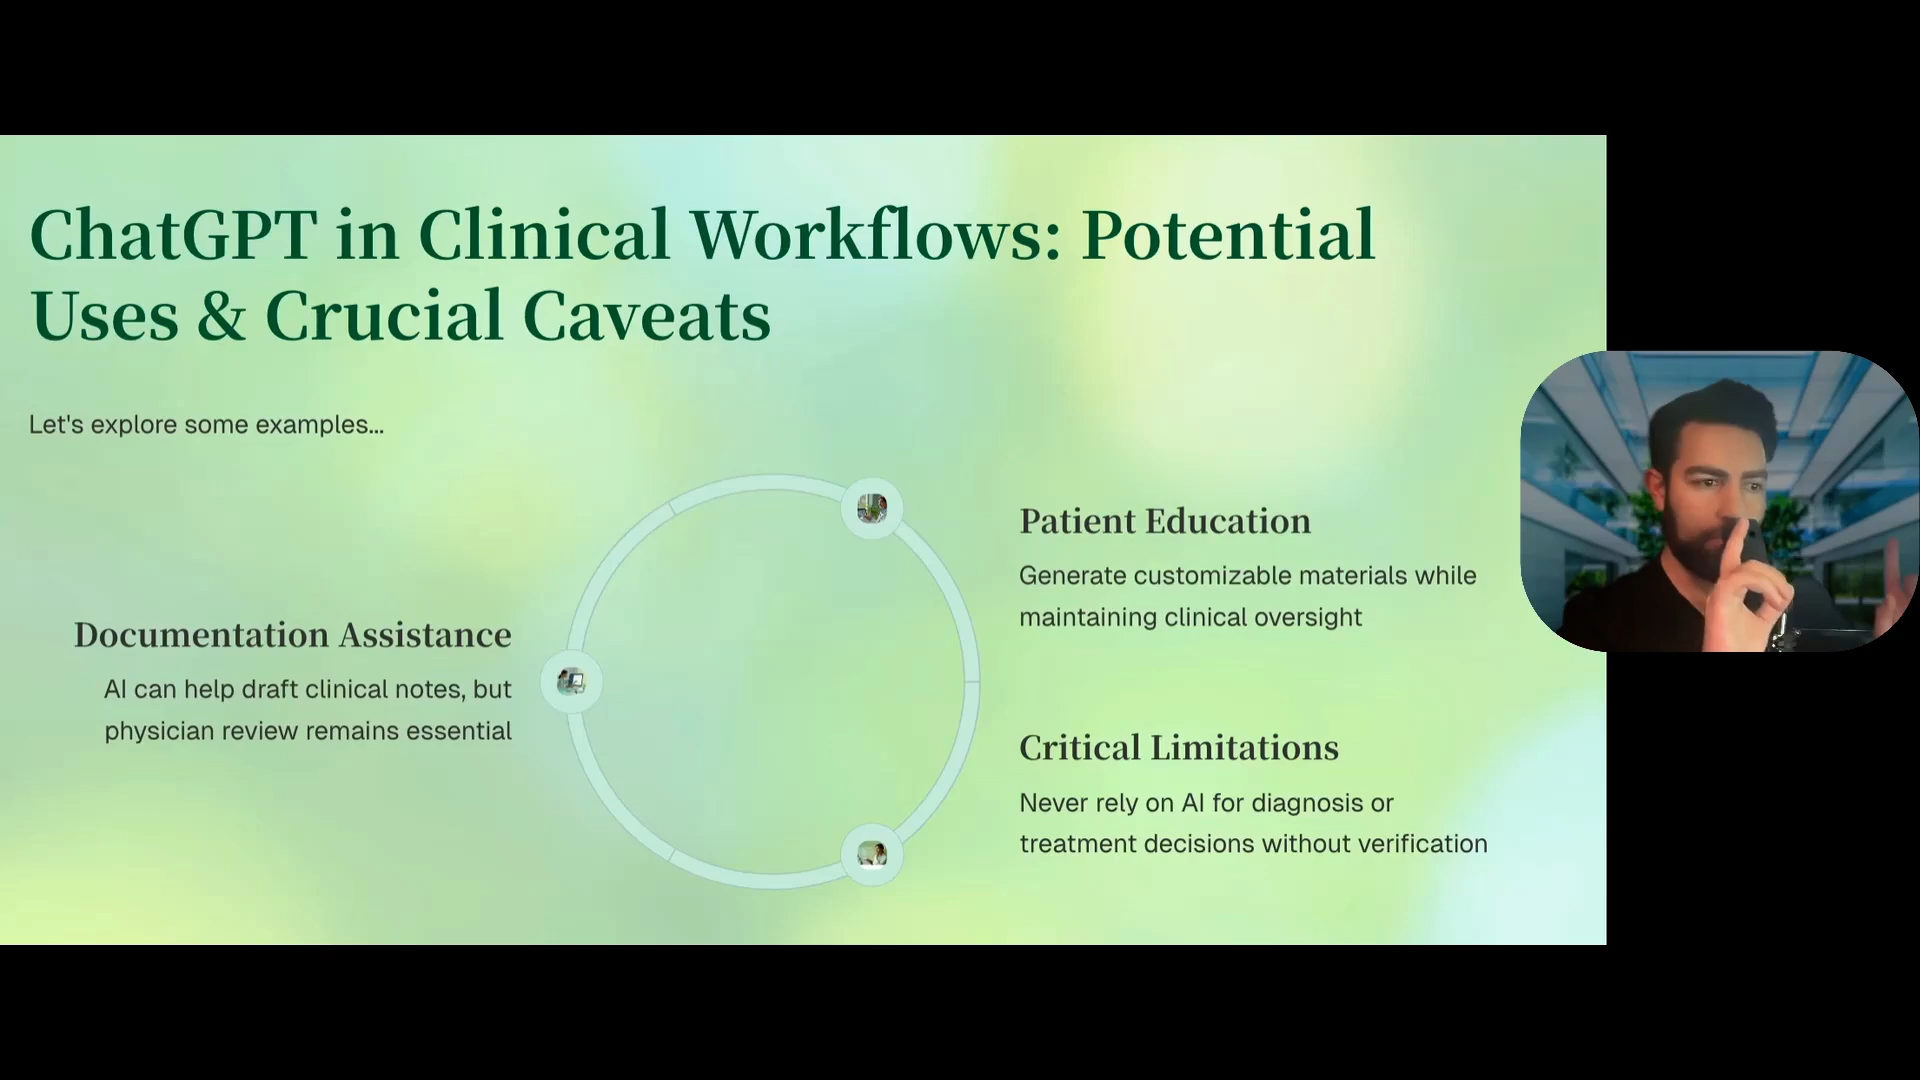 ChatGPT in Clinical Workflows: Potential
Uses & Crucial Caveats
Let's explore some examples...
Documentation Assistance
AI can help draft clinical notes, but
physician review remains essential
Patient Education
Generate customizable materials while
maintaining clinical oversight
Critical Limitations
Never rely on AI for diagnosis or
treatment decisions without verification